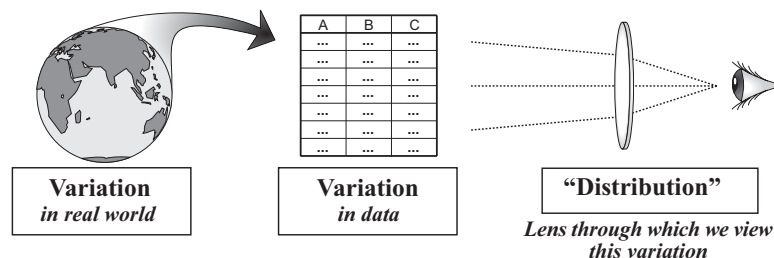 A B C
... ... ...
... ... ...
... ... ...
... ... ...
... ... ...
... ... ...
... ... ...
Variation
in real world
Variation
in data
“Distribution”
Lens through which we view
this variation